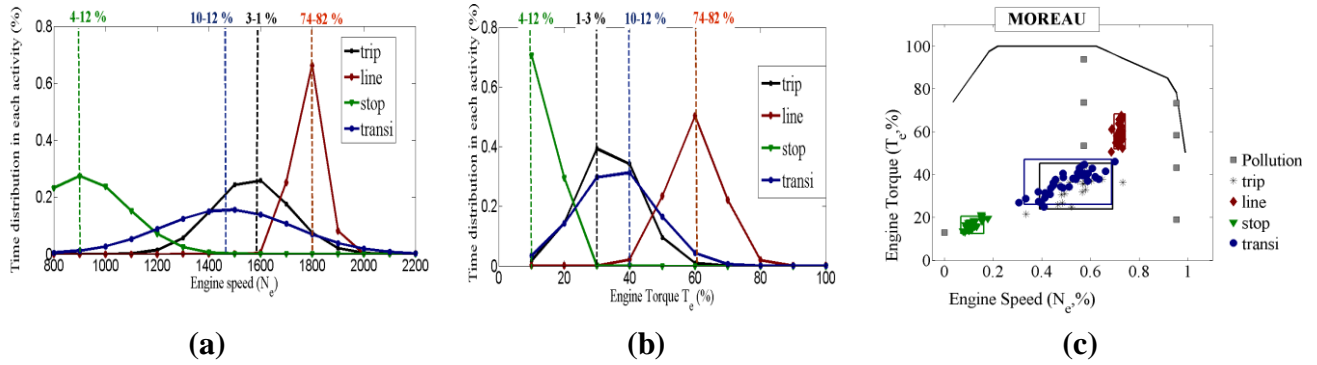 4-12 % 10-12 % 3-1 % 74-82 %
Time distribution in each activity (%)
0.8
0.6
0.4
0.2
0
trip
line
stop
transi
800 1000 1200 1400 1600 1800 2000 2200
Engine speed (Ne)
(a)
4-12 % 1-3 % 10-12 % 74-82 %
Time distribution in each activity (%)
0.8
0.6
0.4
0.2
0
trip
line
stop
transi
0 20 40 60 80 100
Engine Torque Te (%)
(b)
MOREAU
Engine Torque (Te,%)
100
80
60
40
20
0
0 0.2 0.4 0.6 0.8 1
Engine Speed (Ne,%)
Pollution
trip
line
stop
transi
(c)